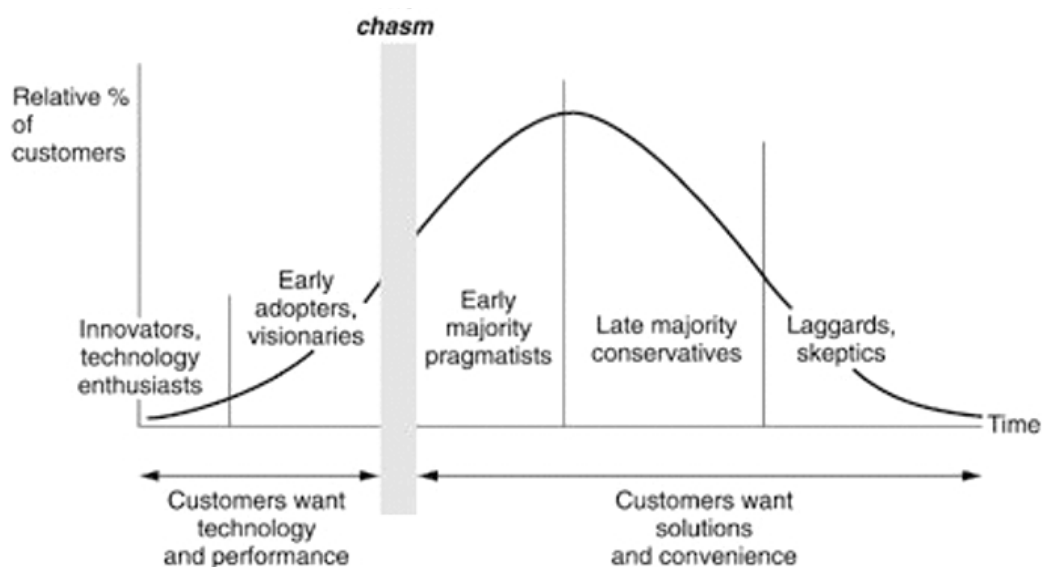 chasm
Relative %
of
customers
Innovators,
technology
enthusiasts
Early
adopters,
visionaries
Early
majority
pragmatists
Late majority
conservatives
Laggards,
skeptics
Time
Customers want
technology
and performance
Customers want
solutions
and convenience